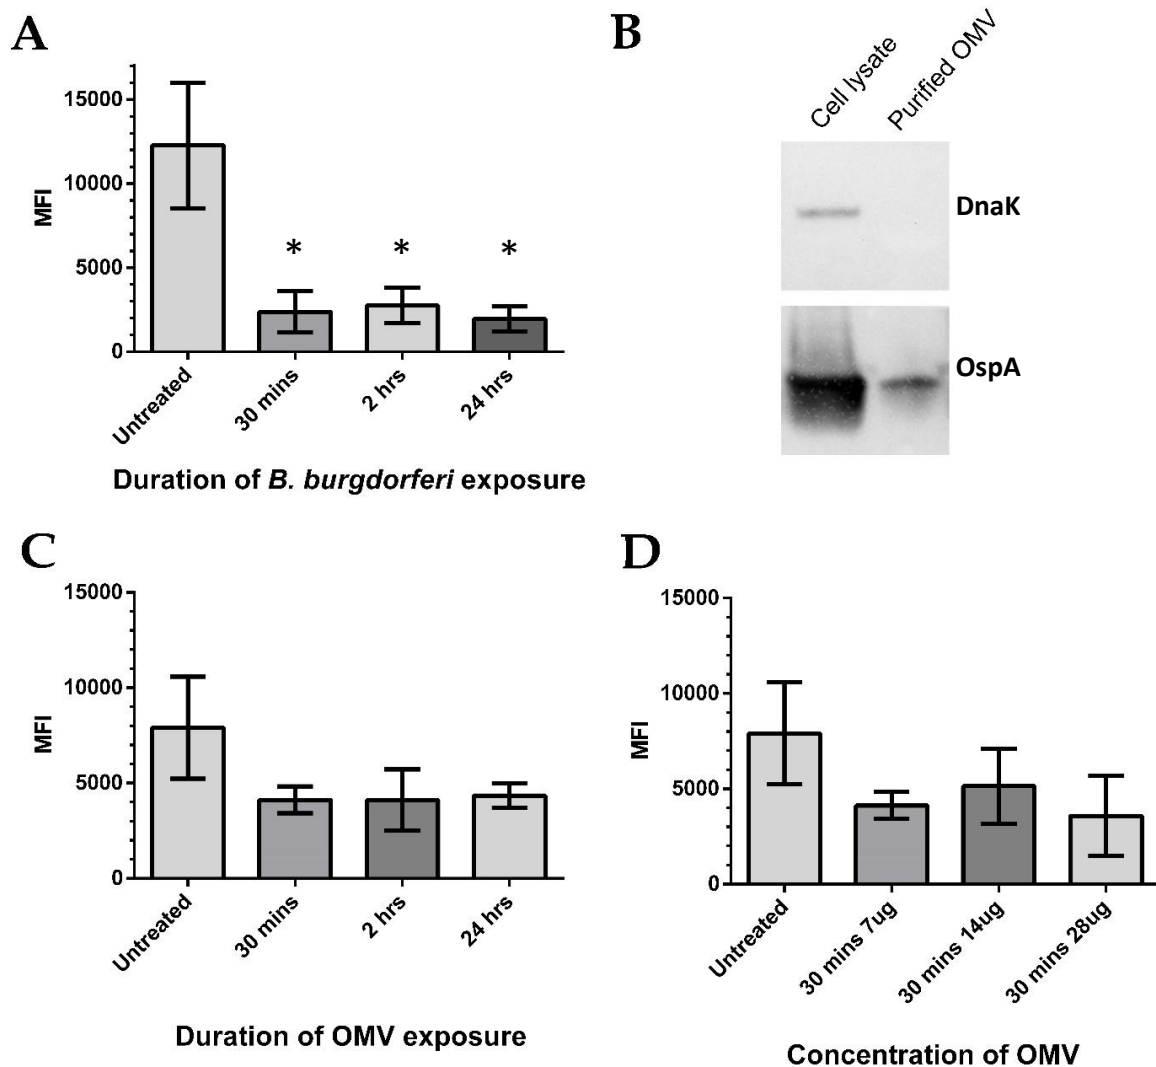 A
MFI
15000
10000
5000
0
*
*
*
Untreated
30 mins
2 hrs
24 hrs
Duration of B. burgdorferi exposure
B
Cell lysate
Purified OMV
DnaK
OspA
C
MFI
15000
10000
5000
0
Untreated
30 mins
2 hrs
24 hrs
Duration of OMV exposure
D
MFI
15000
10000
5000
0
Untreated
30 mins 7ug
30 mins 14ug
30 mins 28ug
Concentration of OMV